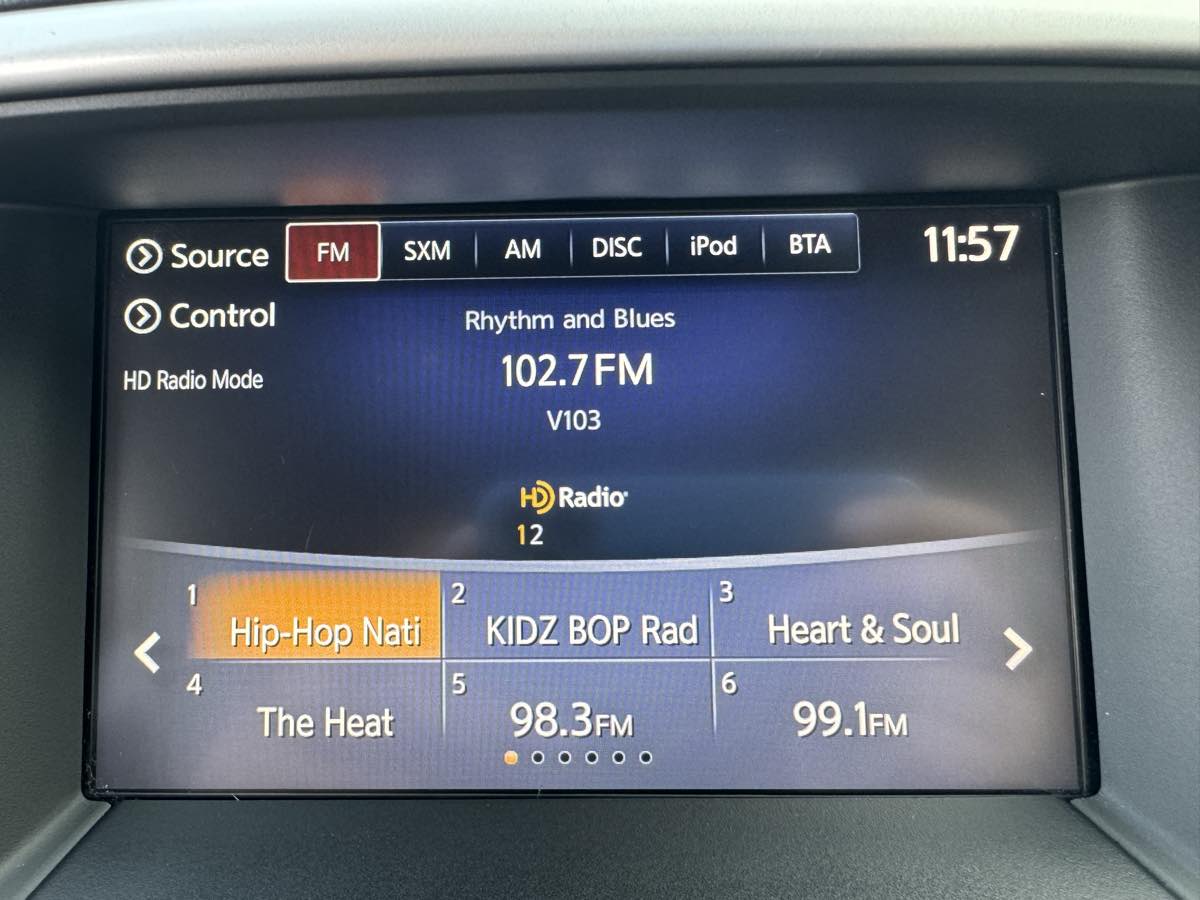 Source FM SXM AM DISC iPod BTA 11:57
Control
Rhythm and Blues
102.7 FM
HD Radio Mode
V103
HD Radio
12
1 Hip-Hop Nati 2 KIDZ BOP Rad 3 Heart & Soul
4 The Heat 5 98.3FM 6 99.1FM